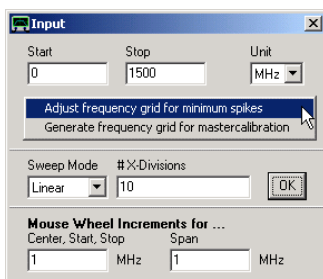 Input
Start Stop Unit
0 1500 MHz
Adjust frequency grid for minimum spikes
Generate frequency grid for mastercalibration
Sweep Mode #X-Divisions
Linear 10 OK
Mouse Wheel Increments for ...
Center, Start, Stop Span
1 MHz 1 MHz